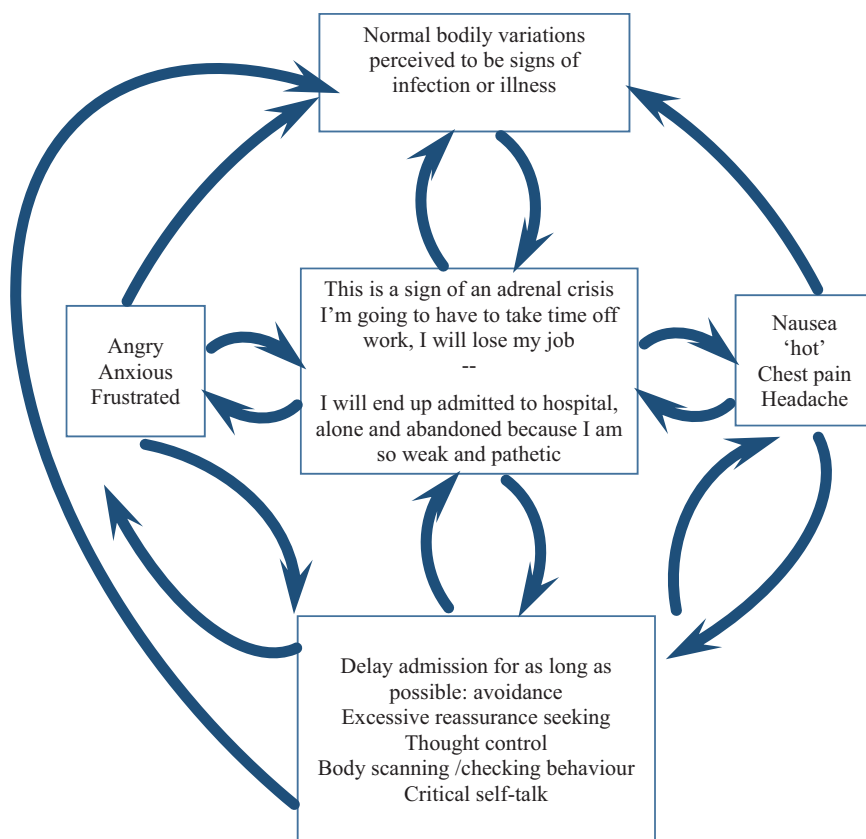 Normal bodily variations
perceived to be signs of
infection or illness
This is a sign of an adrenal crisis
I'm going to have to take time off
work, I will lose my job
--
I will end up admitted to hospital,
alone and abandoned because I am
so weak and pathetic
Angry
Anxious
Frustrated
Nausea
‘hot’
Chest pain
Headache
Delay admission for as long as
possible: avoidance
Excessive reassurance seeking
Thought control
Body scanning /checking behaviour
Critical self-talk